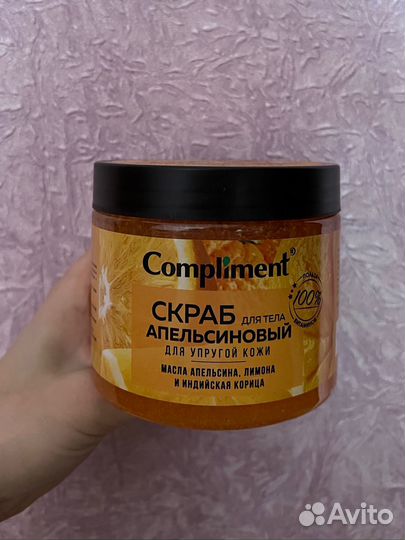 Compliment®
СКРАБ ДЛЯ ТЕЛА
АПЕЛЬСИНОВЫЙ
ДЛЯ УПРУГОЙ КОЖИ
МАСЛА АПЕЛЬСИНА, ЛИМОНА
И ИНДИЙСКАЯ КОРИЦА
100%
Avito